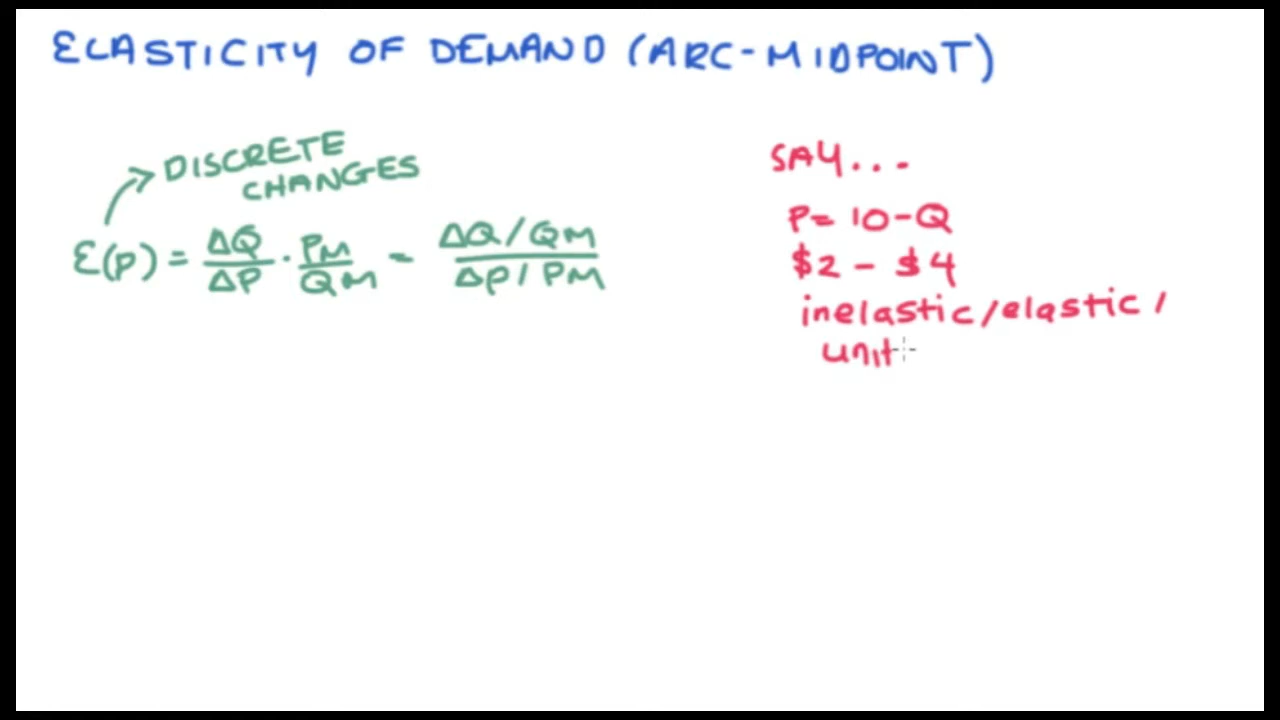 ELASTICITY OF DEMAND (ARC-MIDPOINT)
DISCRETE
CHANGES
Ɛ(P) = ΔQ/ΔP · PM/QM = ΔQ/QM / ΔP/PM
SAY...
P= 10-Q
$2 - $4
inelastic/elastic/
unit